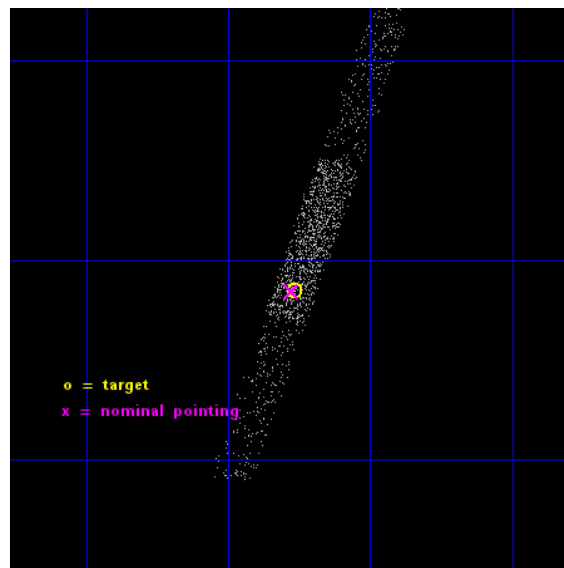 o = target
x = nominal pointing